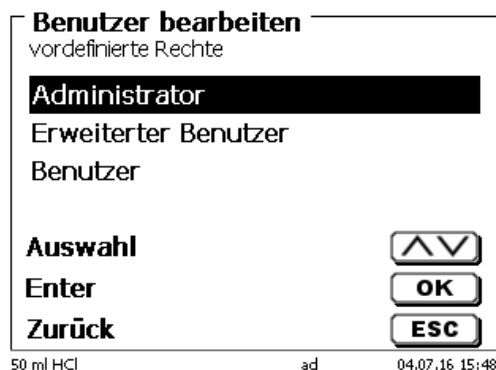 Benutzer bearbeiten
vordefinierte Rechte
Administrator
Erweiterter Benutzer
Benutzer
Auswahl
Enter OK
Zurück ESC
50 ml HCl ad 04.07.16 15:48